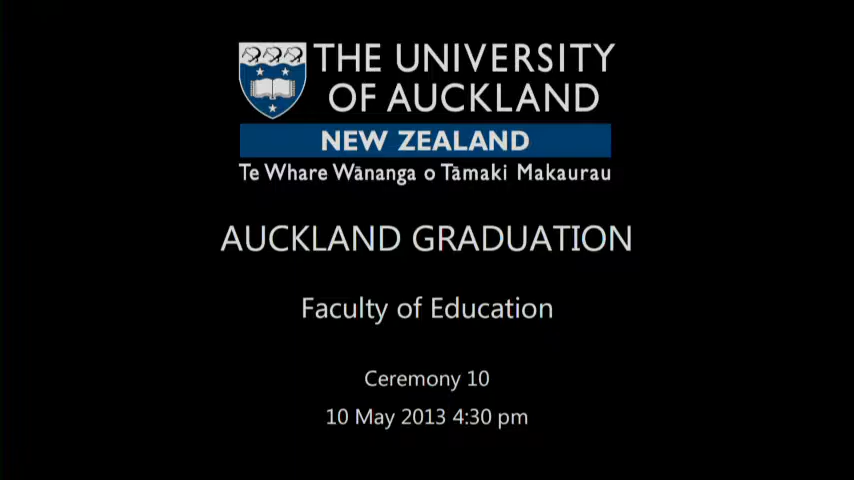 THE UNIVERSITY
OF AUCKLAND
NEW ZEALAND
Te Whare Wānanga o Tāmaki Makaurau
AUCKLAND GRADUATION
Faculty of Education
Ceremony 10
10 May 2013 4:30 pm